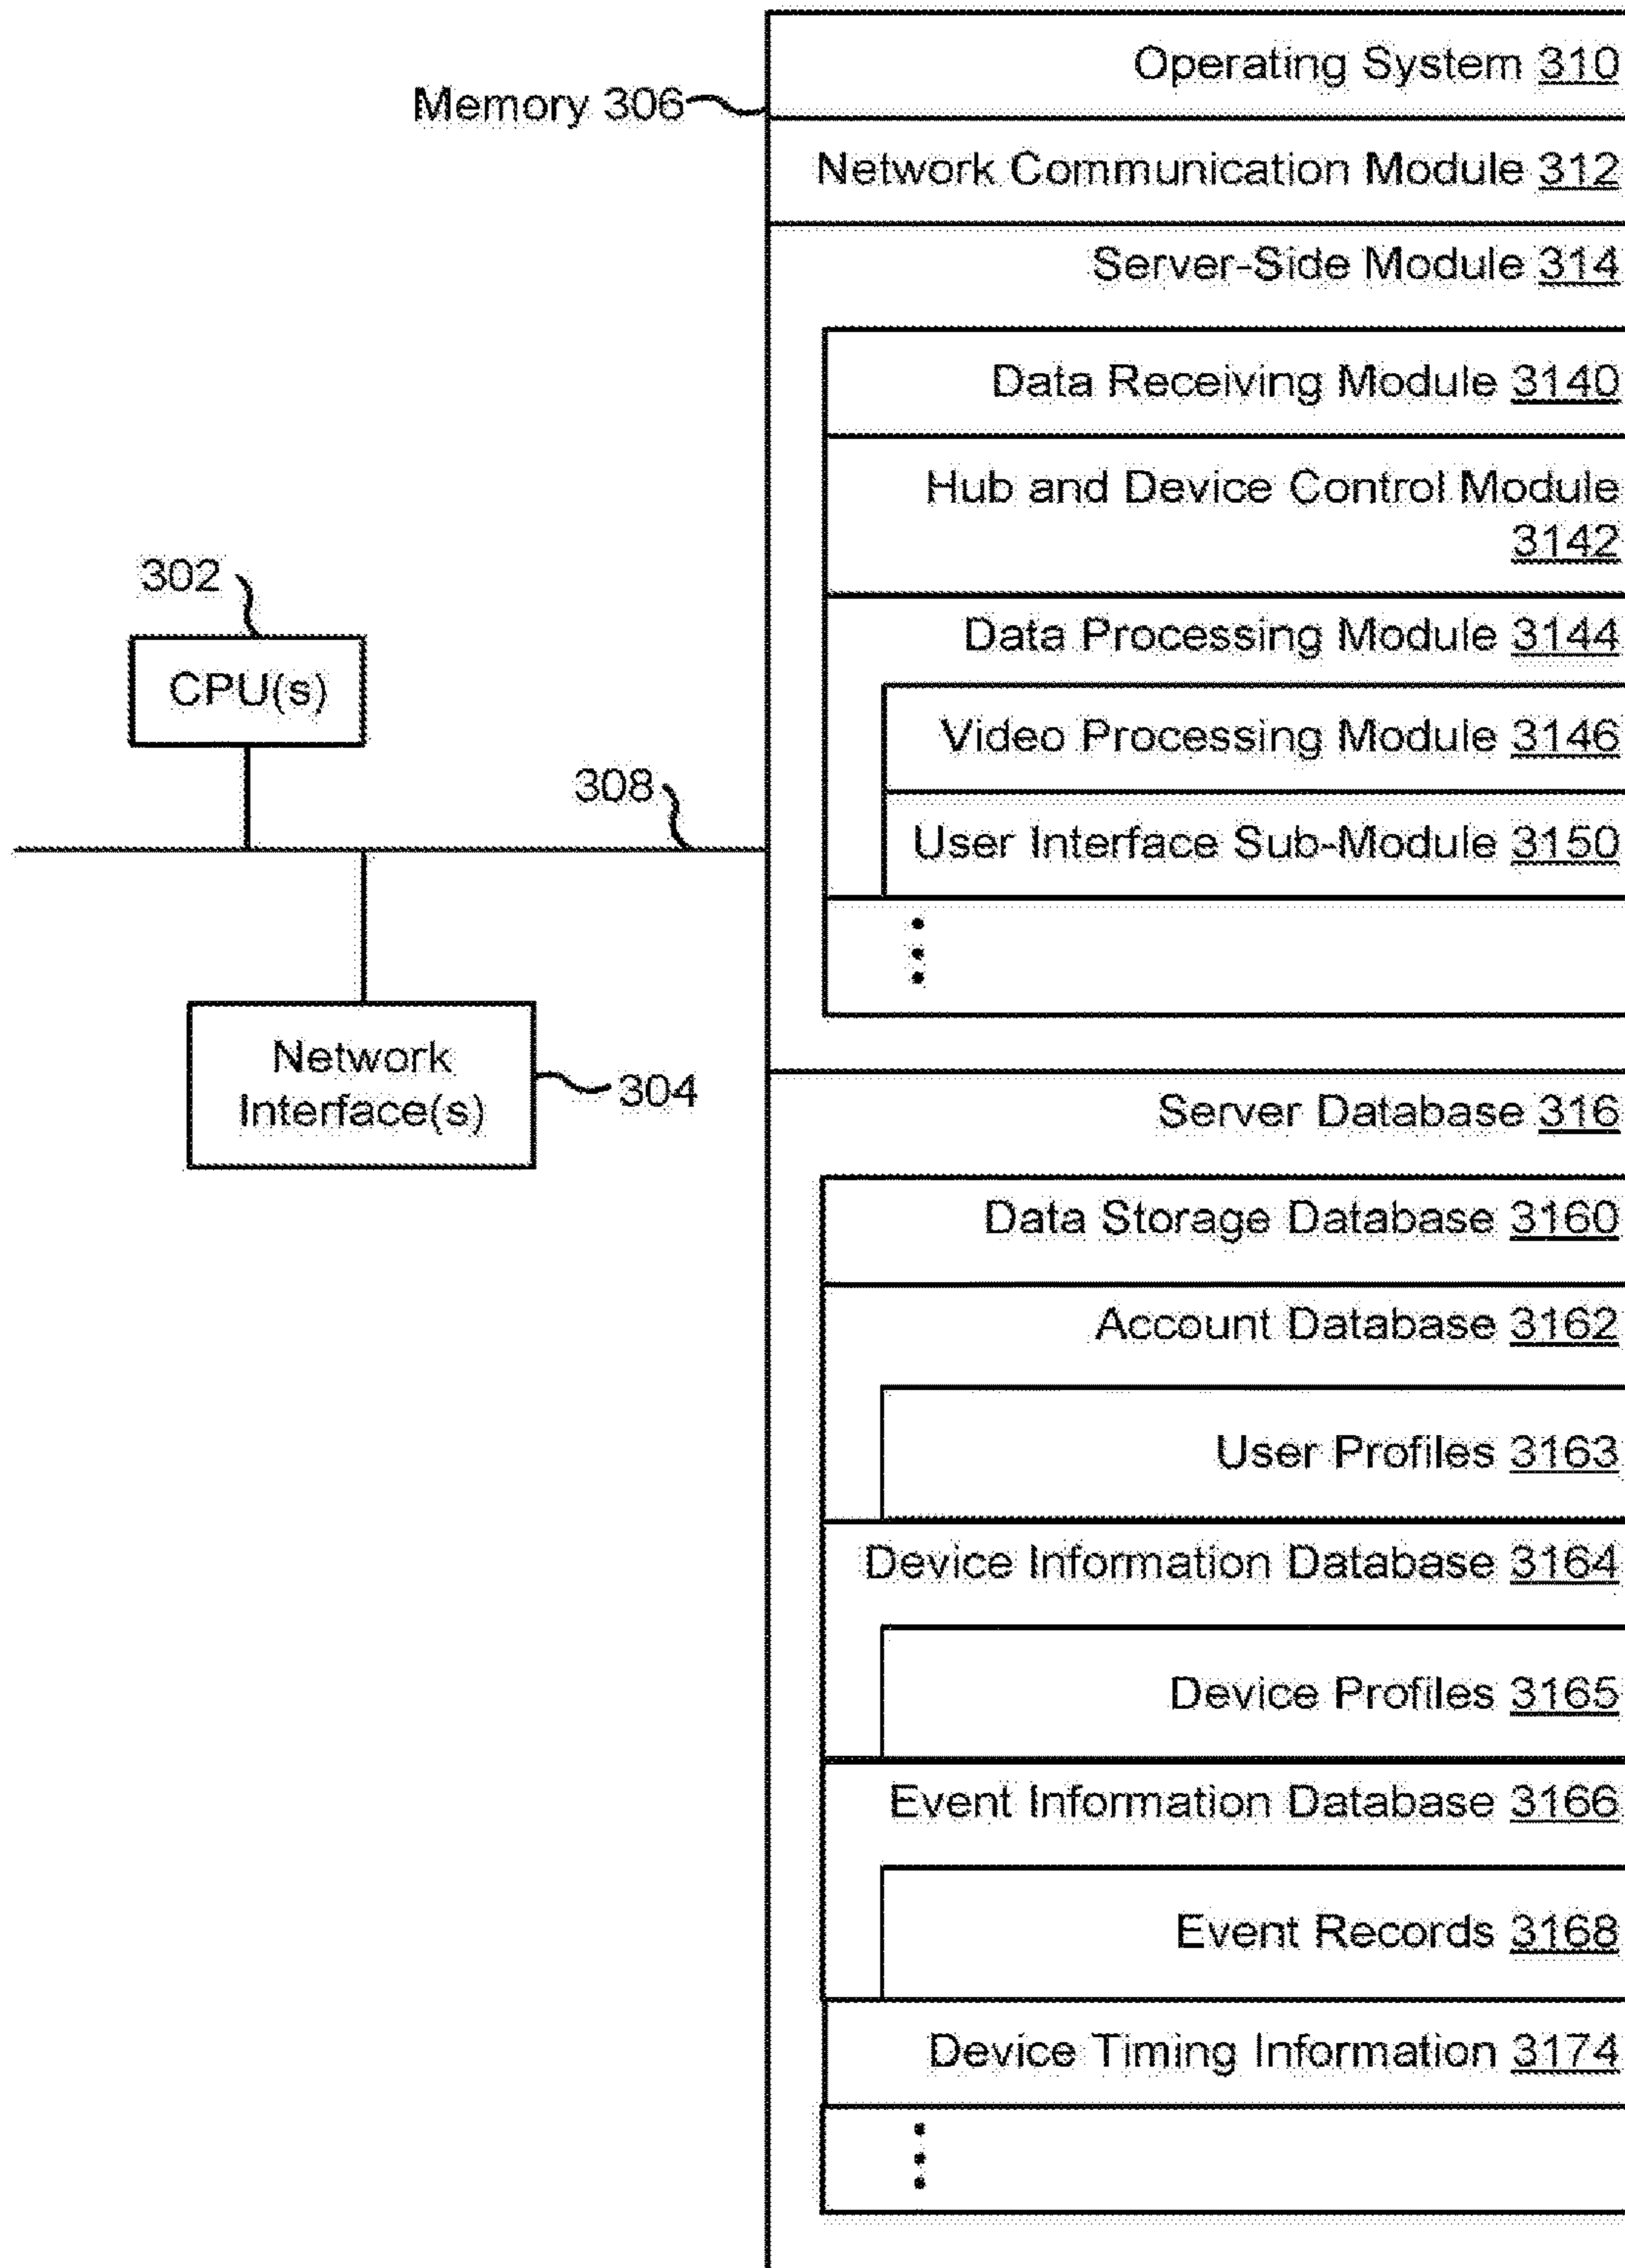 Operating System 310
Memory 306
Network Communication Module 312
Server-Side Module 314
Data Receiving Module 3140
Hub and Device Control Module
3142
302
CPU(s)
Data Processing Module 3144
Video Processing Module 3146
308
User Interface Sub-Module 3150
Network
Interface(s)
304
Server Database 316
Data Storage Database 3160
Account Database 3162
User Profiles 3163
Device Information Database 3164
Device Profiles 3165
Event Information Database 3166
Event Records 3168
Device Timing Information 3174